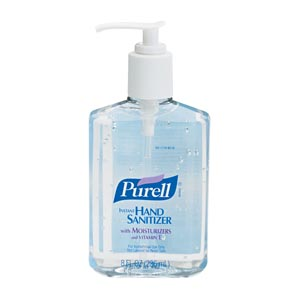 Purell
INSTANT HAND
SANITIZER
with MOISTURIZERS
and VITAMIN E
8 FL OZ (236 mL)